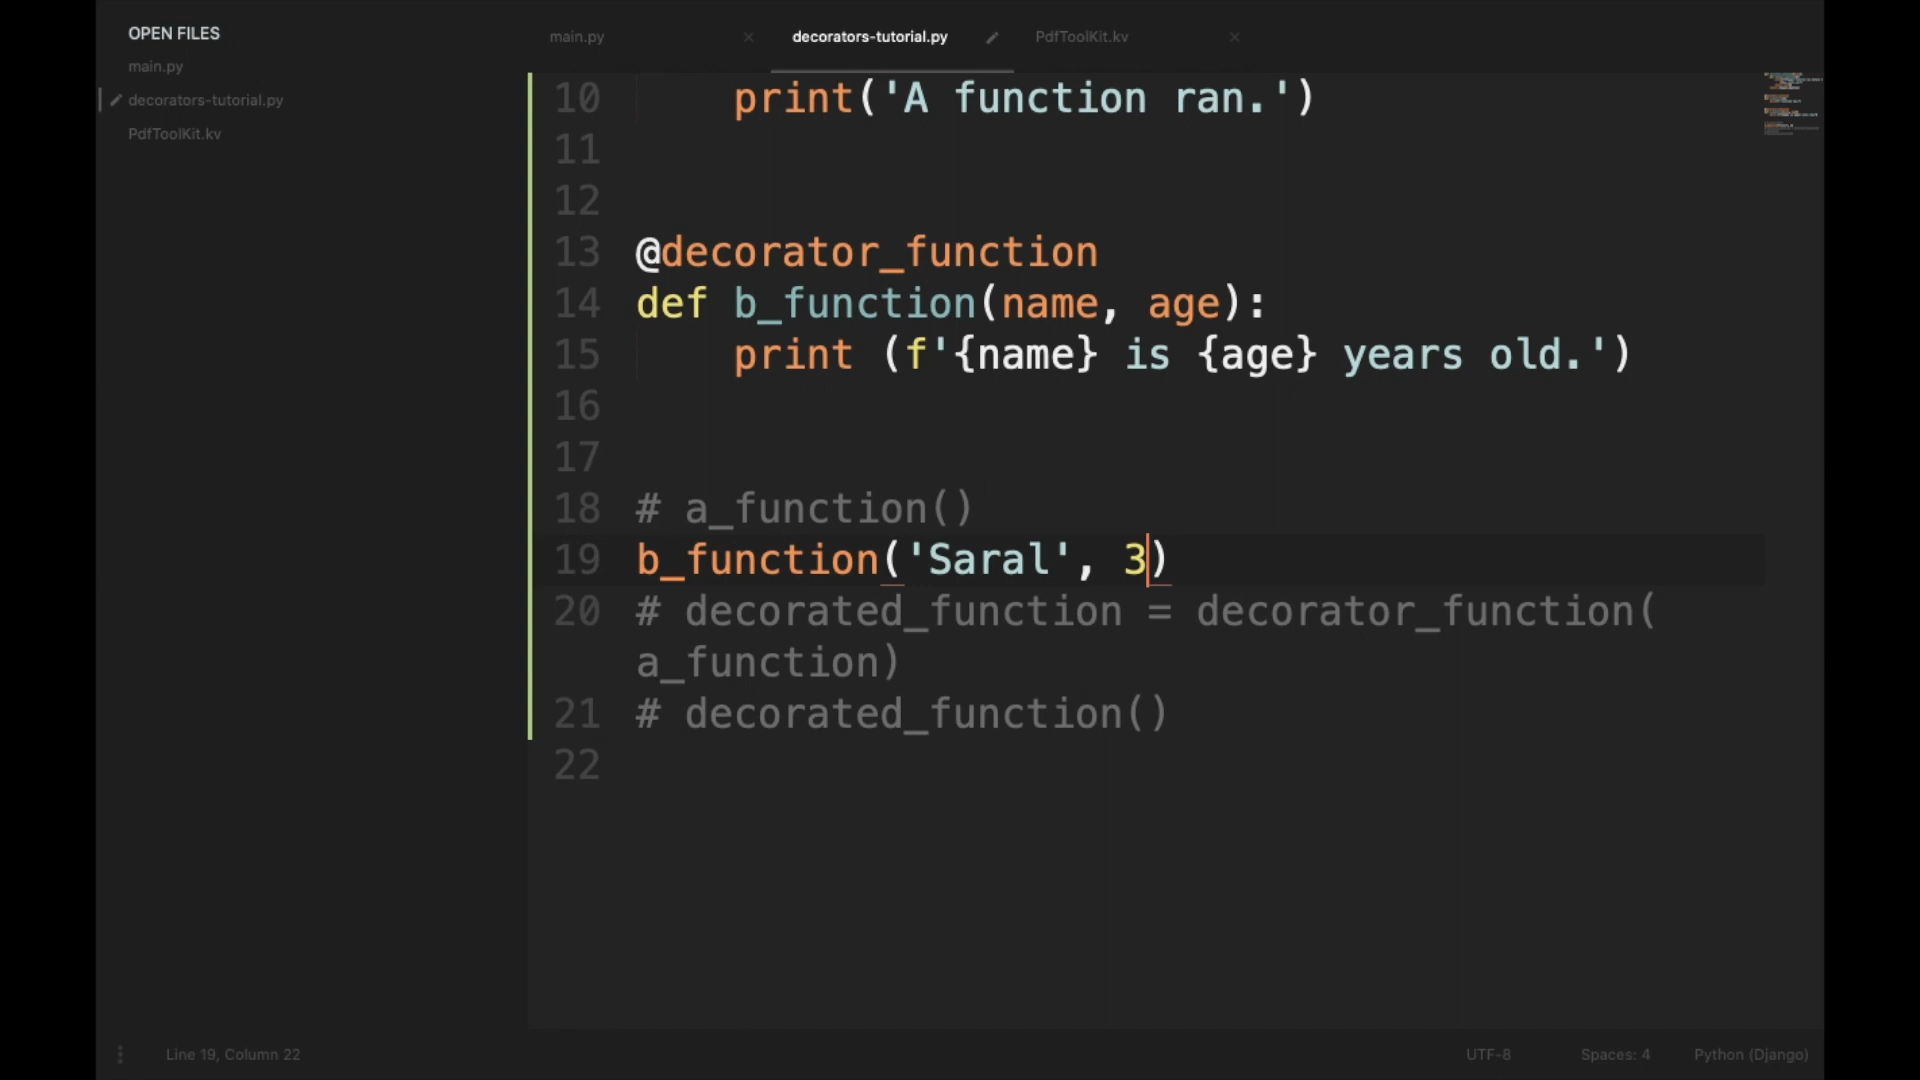 OPEN FILES
main.py
decorators-tutorial.py
PdfToolKit.kv
main.py decorators-tutorial.py PdfToolKit.kv
10 print('A function ran.')
11
12
13 @decorator_function
14 def b_function(name, age):
15 print (f'{name} is {age} years old.')
16
17
18 # a_function()
19 b_function('Saral', 3)
20 # decorated_function = decorator_function(
a_function)
21 # decorated_function()
22
Line 19, Column 22 UTF-8 Spaces: 4 Python (Django)